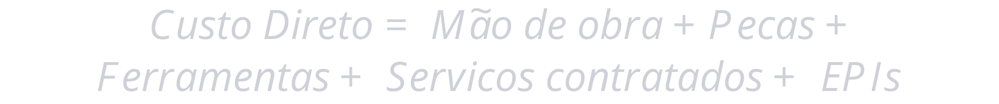 Custo Direto = Mão de obra + Pecas +
Ferramentas + Servicos contratados + EPIs